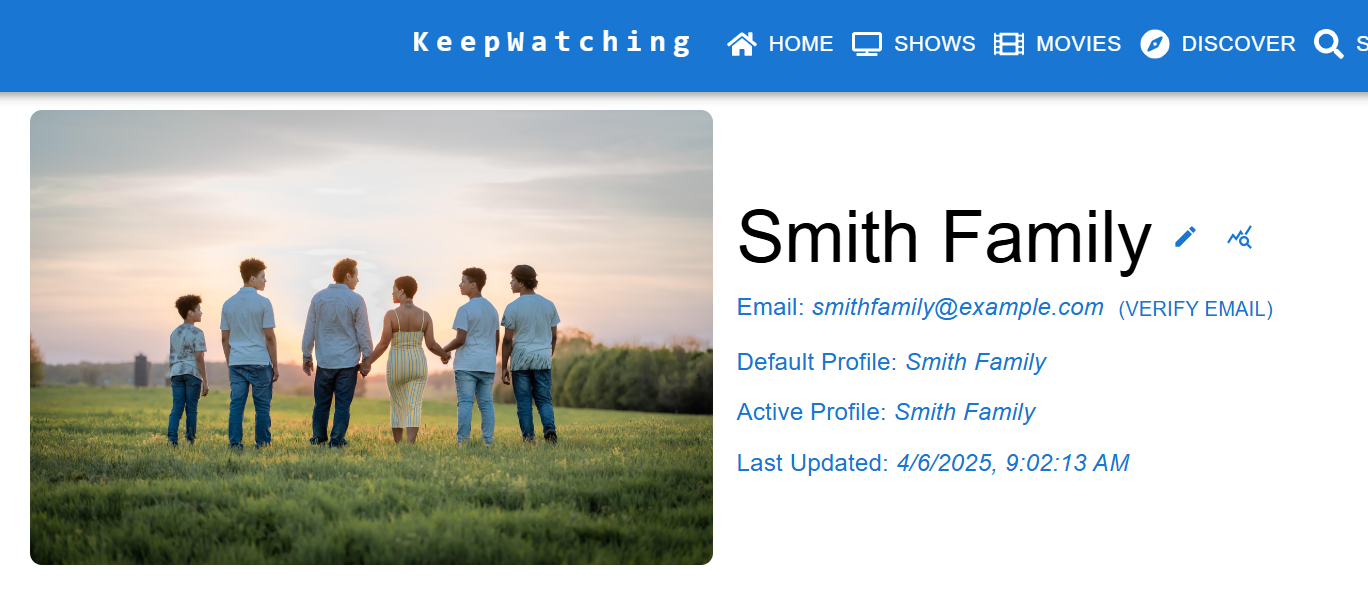 KeepWatching HOME SHOWS MOVIES DISCOVER S
Smith Family
Email: smithfamily@example.com (VERIFY EMAIL)
Default Profile: Smith Family
Active Profile: Smith Family
Last Updated: 4/6/2025, 9:02:13 AM